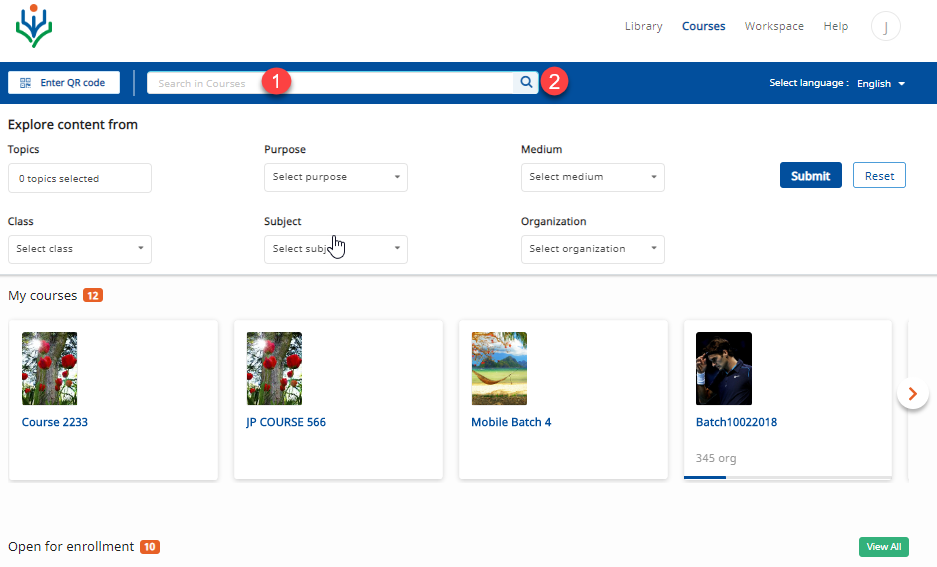 Library Courses Workspace Help J
Enter QR code Search in Courses 1 2 Select language : English
Explore content from
Topics Purpose Medium
0 topics selected Select purpose Select medium Submit Reset
Class Subject Organization
Select class Select subj Select organization
My courses 12
Course 2233 JP COURSE 566 Mobile Batch 4 Batch10022018
345 org
Open for enrollment 10 View All